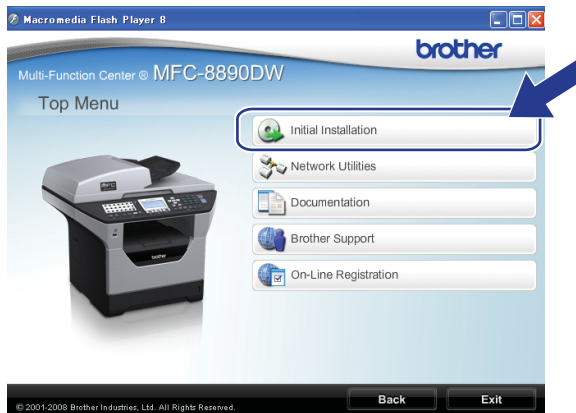 Macromedia Flash Player 8
brother
Multi-Function Center ® MFC-8890DW
Top Menu
Initial Installation
Network Utilities
Documentation
Brother Support
On-Line Registration
© 2001-2008 Brother Industries, Ltd. All Rights Reserved.
Back
Exit